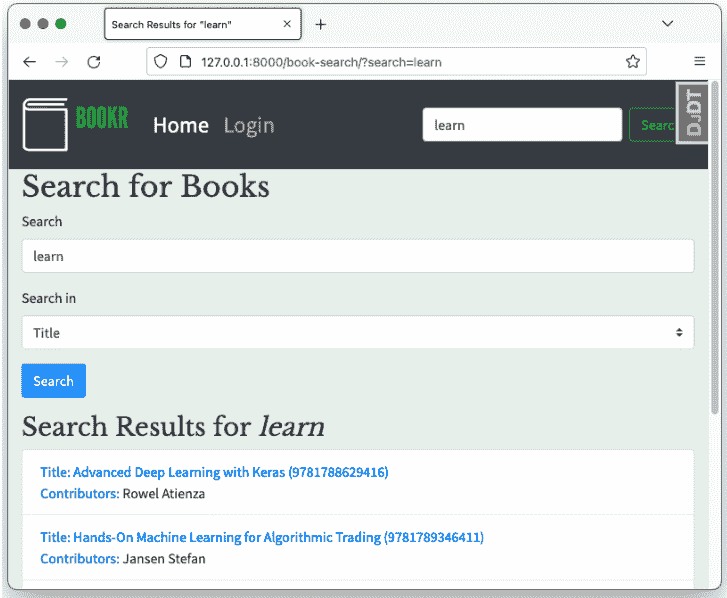 Search Results for "learn"
127.0.0.1:8000/book-search/?search=learn
BOOKR
Home
Login
learn
Searc
DJDT
Search for Books
Search
learn
Search in
Title
Search
Search Results for learn
Title: Advanced Deep Learning with Keras (9781788629416)
Contributors: Rowel Atienza
Title: Hands-On Machine Learning for Algorithmic Trading (9781789346411)
Contributors: Jansen Stefan